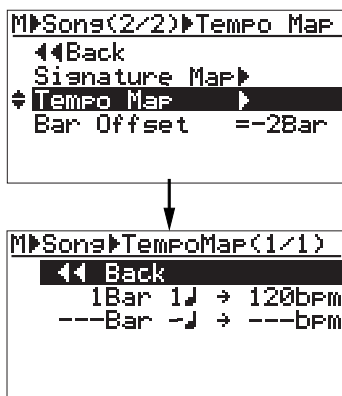 M▶Song(2/2)▶Tempo Map
◀◀Back
Signature Map▶
Tempo Map ▶
Bar Offset =-2Bar
M▶Song▶TempoMap(1/1)
◀◀ Back
1Bar 1♩ → 120bpm
---Bar -♩ → ---bpm